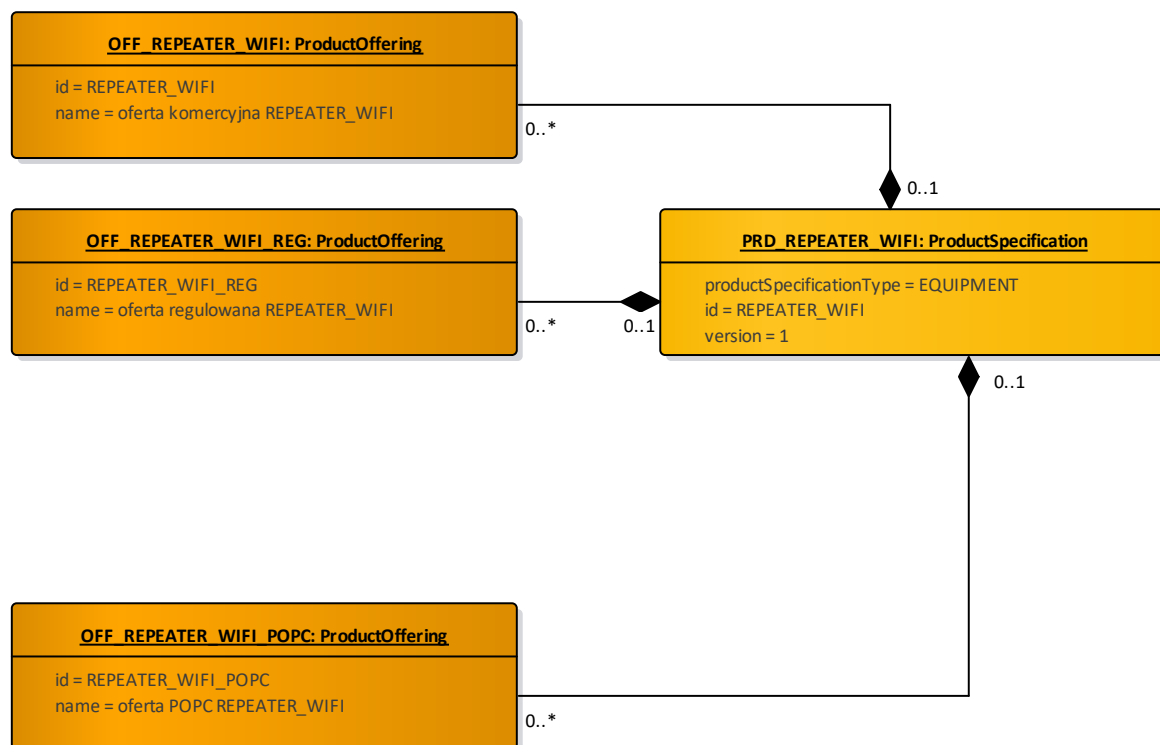 OFF_REPEATER_WIFI: ProductOffering
id = REPEATER_WIFI
name = oferta komercyjna REPEATER_WIFI
0..*
0..1
OFF_REPEATER_WIFI_REG: ProductOffering
id = REPEATER_WIFI_REG
name = oferta regulowana REPEATER_WIFI
0..*
0..1
PRD_REPEATER_WIFI: ProductSpecification
productSpecificationType = EQUIPMENT
id = REPEATER_WIFI
version = 1
0..1
OFF_REPEATER_WIFI_POPC: ProductOffering
id = REPEATER_WIFI_POPC
name = oferta POPC REPEATER_WIFI
0..*